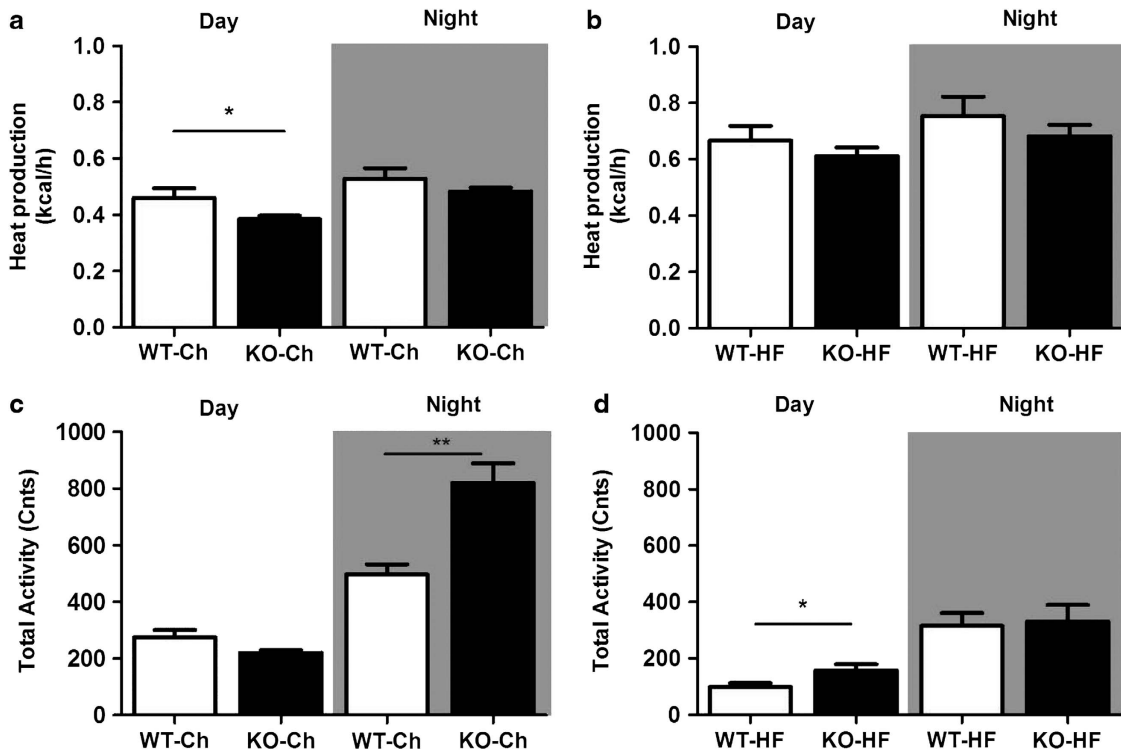 a
Day
Night
Heat production
(kcal/h)
1.0
0.8
0.6
0.4
0.2
0.0
*
WT-Ch
KO-Ch
WT-Ch
KO-Ch
b
Day
Night
Heat production
(kcal/h)
1.0
0.8
0.6
0.4
0.2
0.0
WT-HF
KO-HF
WT-HF
KO-HF
c
Day
Night
Total Activity (Cnts)
1000
800
600
400
200
0
**
WT-Ch
KO-Ch
WT-Ch
KO-Ch
d
Day
Night
Total Activity (Cnts)
1000
800
600
400
200
0
*
WT-HF
KO-HF
WT-HF
KO-HF